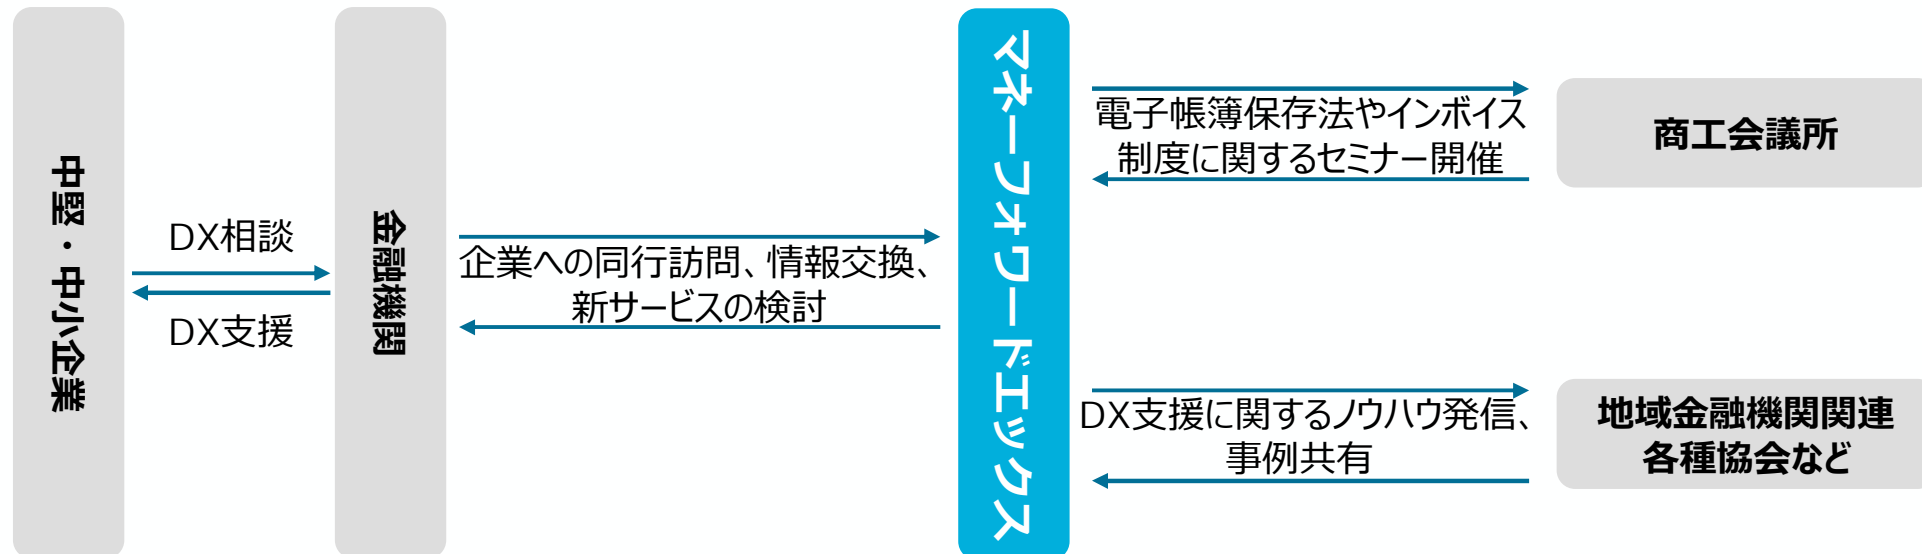 中堅・中小企業
DX相談
DX支援
金融機関
企業への同行訪問、情報交換、
新サービスの検討
マネーフォワードエックス
電子帳簿保存法やインボイス
制度に関するセミナー開催
商工会議所
DX支援に関するノウハウ発信、
事例共有
地域金融機関関連
各種協会など